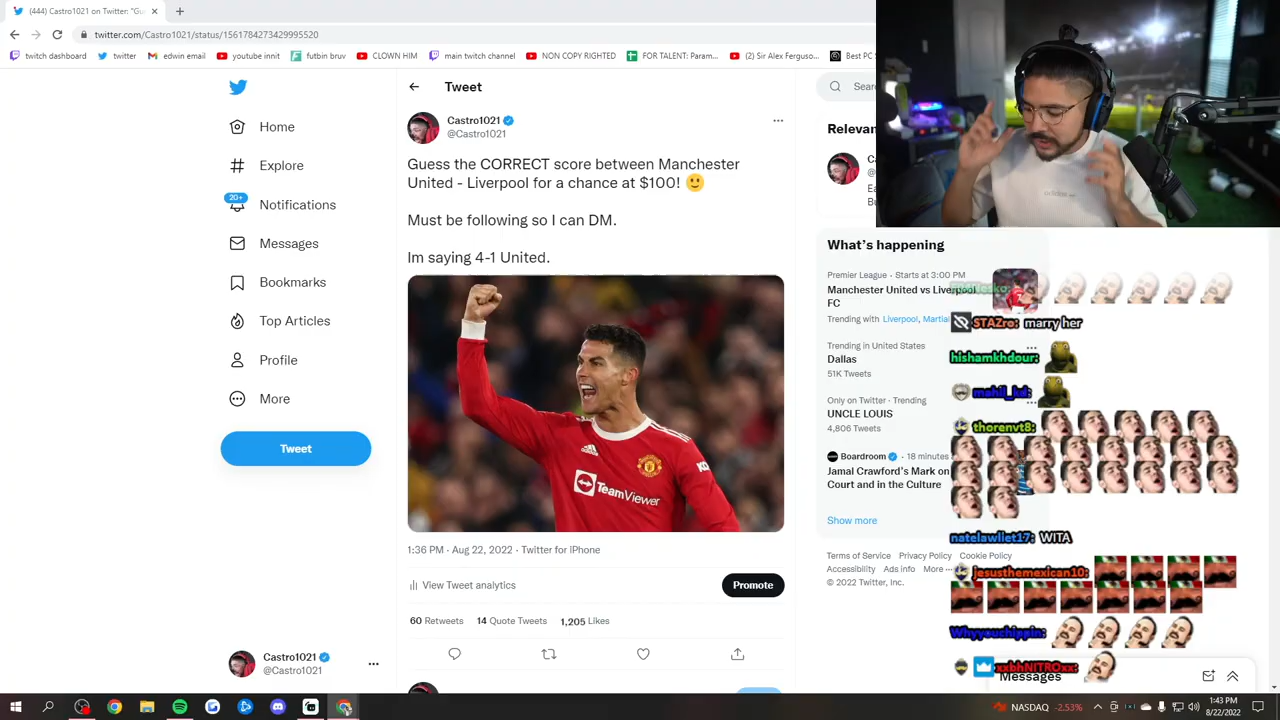 (444) Castro1021 on Twitter: "Gu
twitter.com/Castro1021/status/1561784273429995520
twitch dashboard
twitter
edwin email
youtube innit
futbin bruv
CLOWN HIM
main twitch channel
NON COPY RIGHTED
FOR TALENT: Param...
(2) Sir Alex Ferguso...
Best PC S
Home
Explore
20+
Notifications
Messages
Bookmarks
Top Articles
Profile
More
Tweet
Castro1021
@Castro1021
Tweet
Castro1021
@Castro1021
Guess the CORRECT score between Manchester
United - Liverpool for a chance at $100! 🙂
Must be following so I can DM.
Im saying 4-1 United.
TeamViewer
1:36 PM · Aug 22, 2022 · Twitter for iPhone
View Tweet analytics
Promote
60 Retweets
14 Quote Tweets
1,205 Likes
Sear
Relevan
What's happening
Premier League · Starts at 3:00 PM
Manchester United vs Liverpool
FC
Trending with Liverpool, Martial
Trending in United States
Dallas
51K Tweets
Only on Twitter · Trending
UNCLE LOUIS
4,806 Tweets
Boardroom · 18 minutes
Jamal Crawford's Mark on
Court and in the Culture
Show more
Terms of Service Privacy Policy Cookie Policy
Accessibility Ads info More ···
© 2022 Twitter, Inc.
STAZro: marry her
hishamkhdour:
mahil_kd:
thorenvt8:
natelawliet17: WITA
jesusthemexican10:
Whyyouchippin:
xxbhNITROxx:
Messages
NASDAQ -2.53%
1:43 PM
8/22/2022